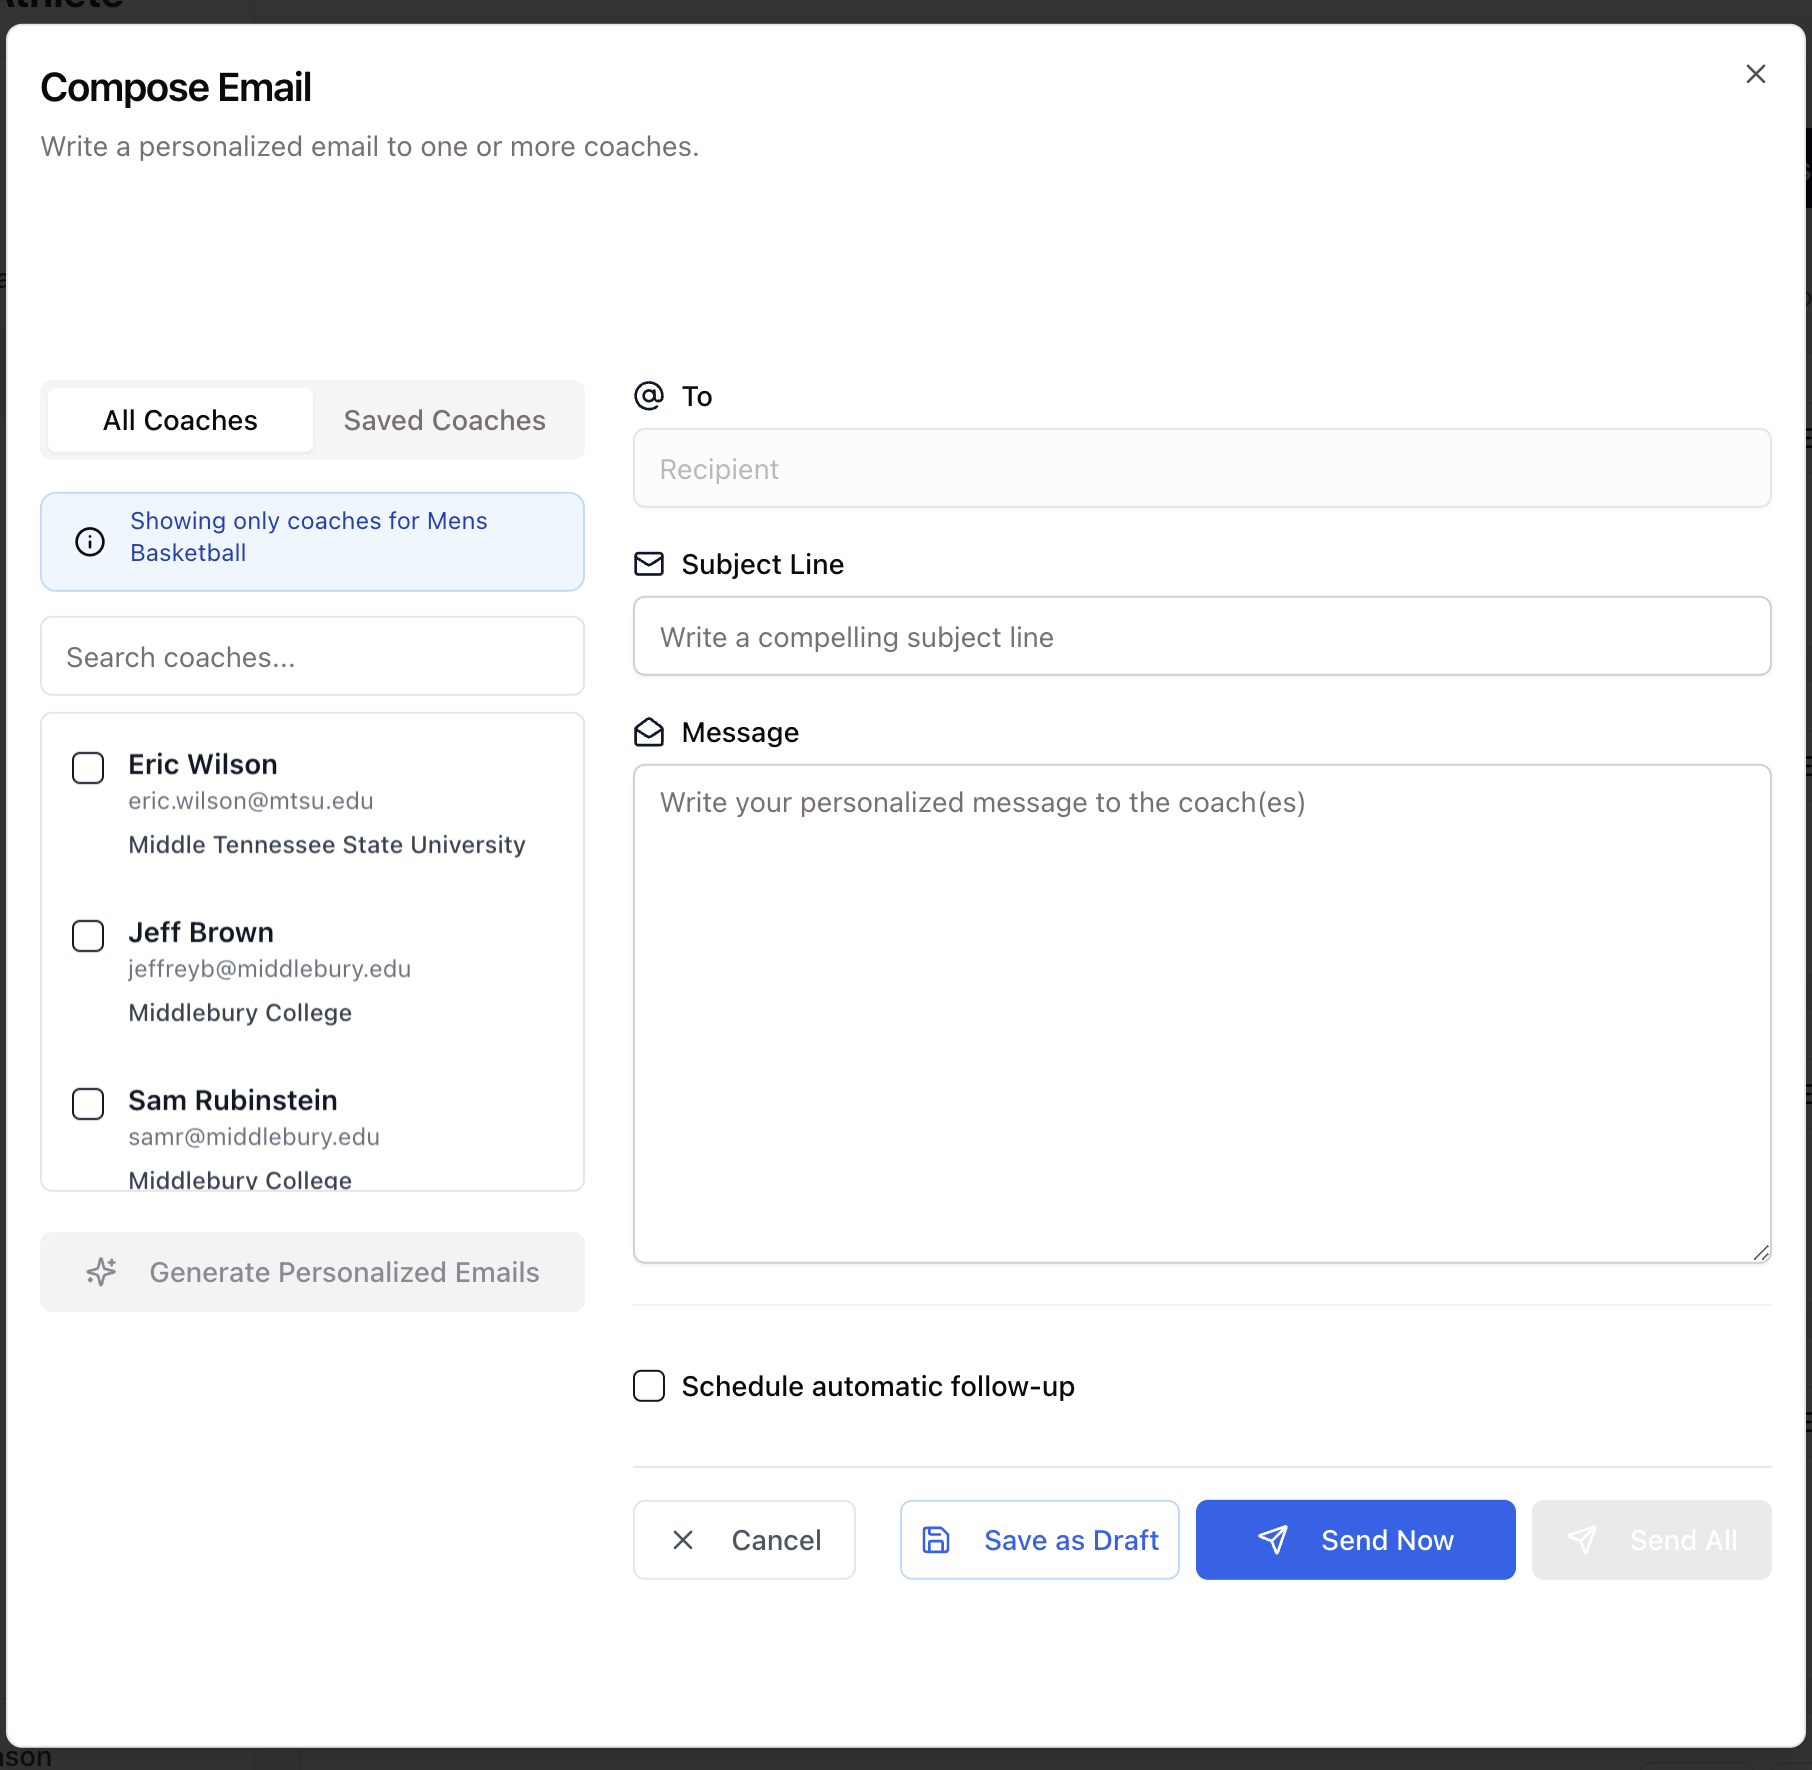 Compose Email
Write a personalized email to one or more coaches.
All Coaches
Saved Coaches
Showing only coaches for Mens
Basketball
Search coaches...
Eric Wilson
eric.wilson@mtsu.edu
Middle Tennessee State University
Jeff Brown
jeffreyb@middlebury.edu
Middlebury College
Sam Rubinstein
samr@middlebury.edu
Middlebury College
Generate Personalized Emails
To
Recipient
Subject Line
Write a compelling subject line
Message
Write your personalized message to the coach(es)
Schedule automatic follow-up
Cancel
Save as Draft
Send Now
Send All